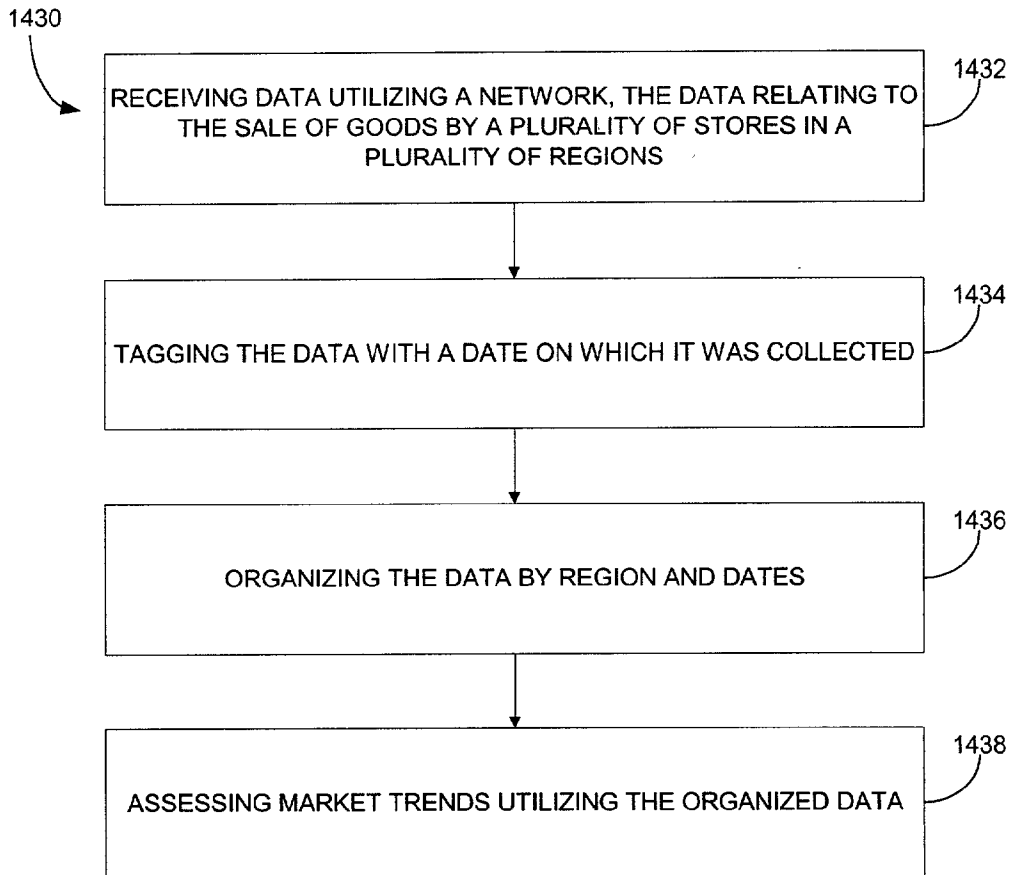 1430
1432
RECEIVING DATA UTILIZING A NETWORK, THE DATA RELATING TO
THE SALE OF GOODS BY A PLURALITY OF STORES IN A
PLURALITY OF REGIONS
1434
TAGGING THE DATA WITH A DATE ON WHICH IT WAS COLLECTED
1436
ORGANIZING THE DATA BY REGION AND DATES
1438
ASSESSING MARKET TRENDS UTILIZING THE ORGANIZED DATA